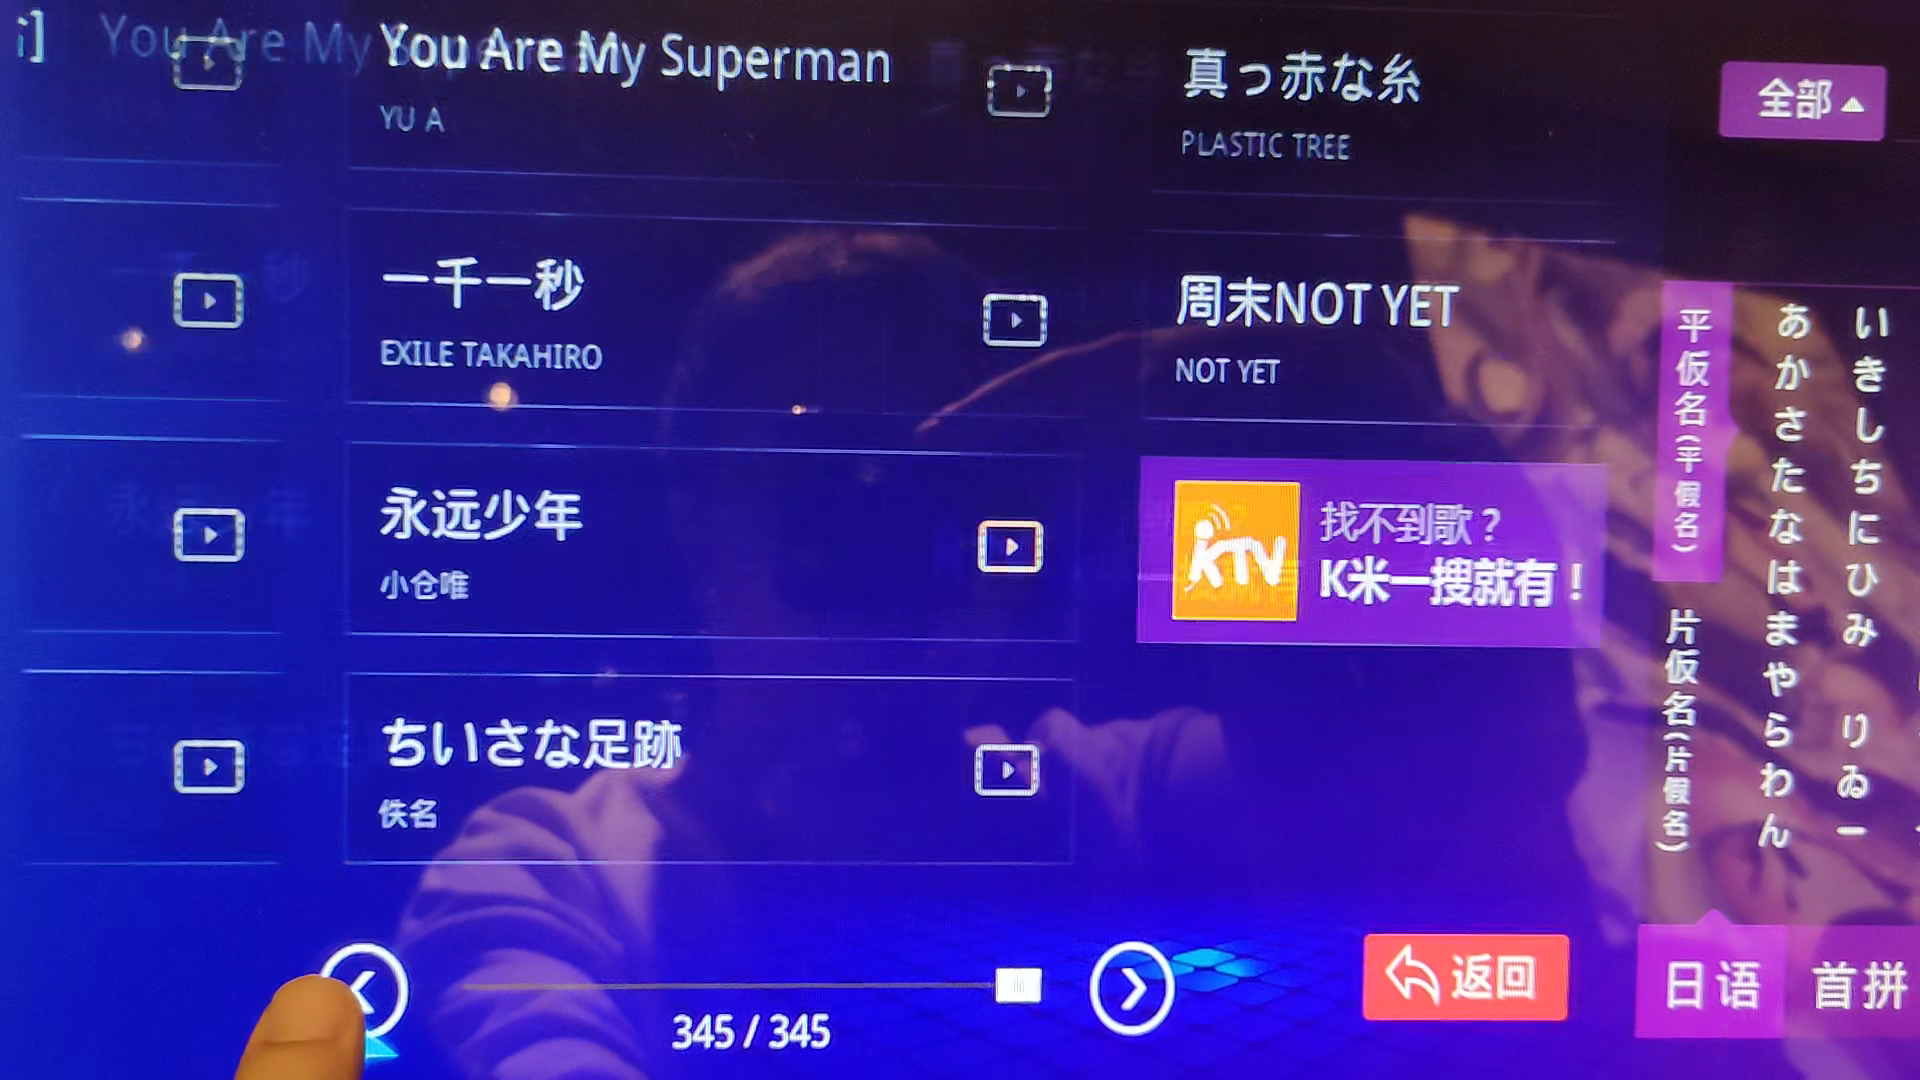 You Are My Superman
YU A
一千一秒
EXILE TAKAHIRO
永远少年
小仓唯
ちいさな足跡
佚名
真っ赤な糸
PLASTIC TREE
周末NOT YET
NOT YET
KTV
找不到歌？
K米一搜就有！
全部
平仮名(平假名)
片仮名(片假名)
あかさたなはまやらわん
いきしちにひみ りゐー
345 / 345
返回
日语
首拼